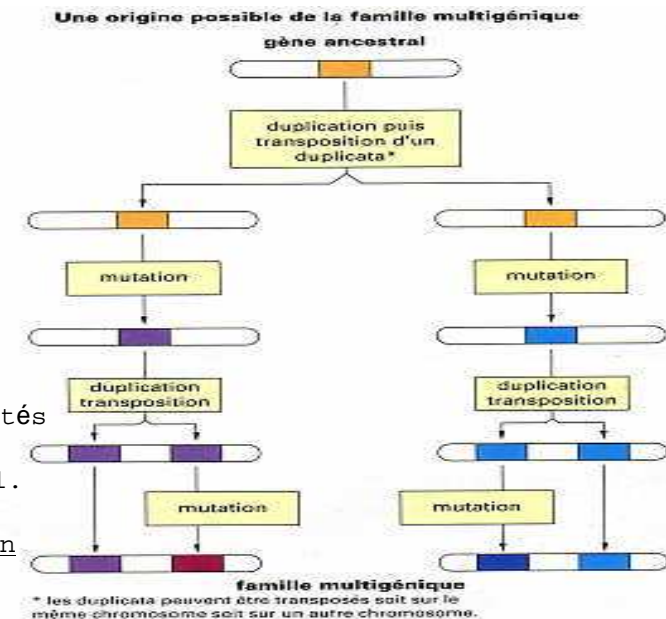 Une origine possible de la famille multigénique
gène ancestral
duplication puis
transposition d'un
duplicata*
mutation
mutation
duplication
transposition
duplication
transposition
tés
l.
mutation
mutation
n
famille multigénique
* les duplicata peuvent être transposés soit sur le
même chromosome soit sur un autre chromosome.